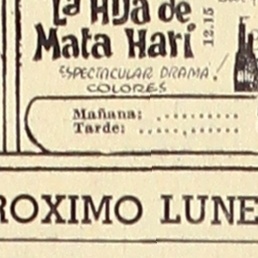 La Hija de
Mata Hari
12.15
ESPECTACULAR DRAMA!
COLORES
Mañana: ..............
Tarde: ..............
ROXIMO LUNE